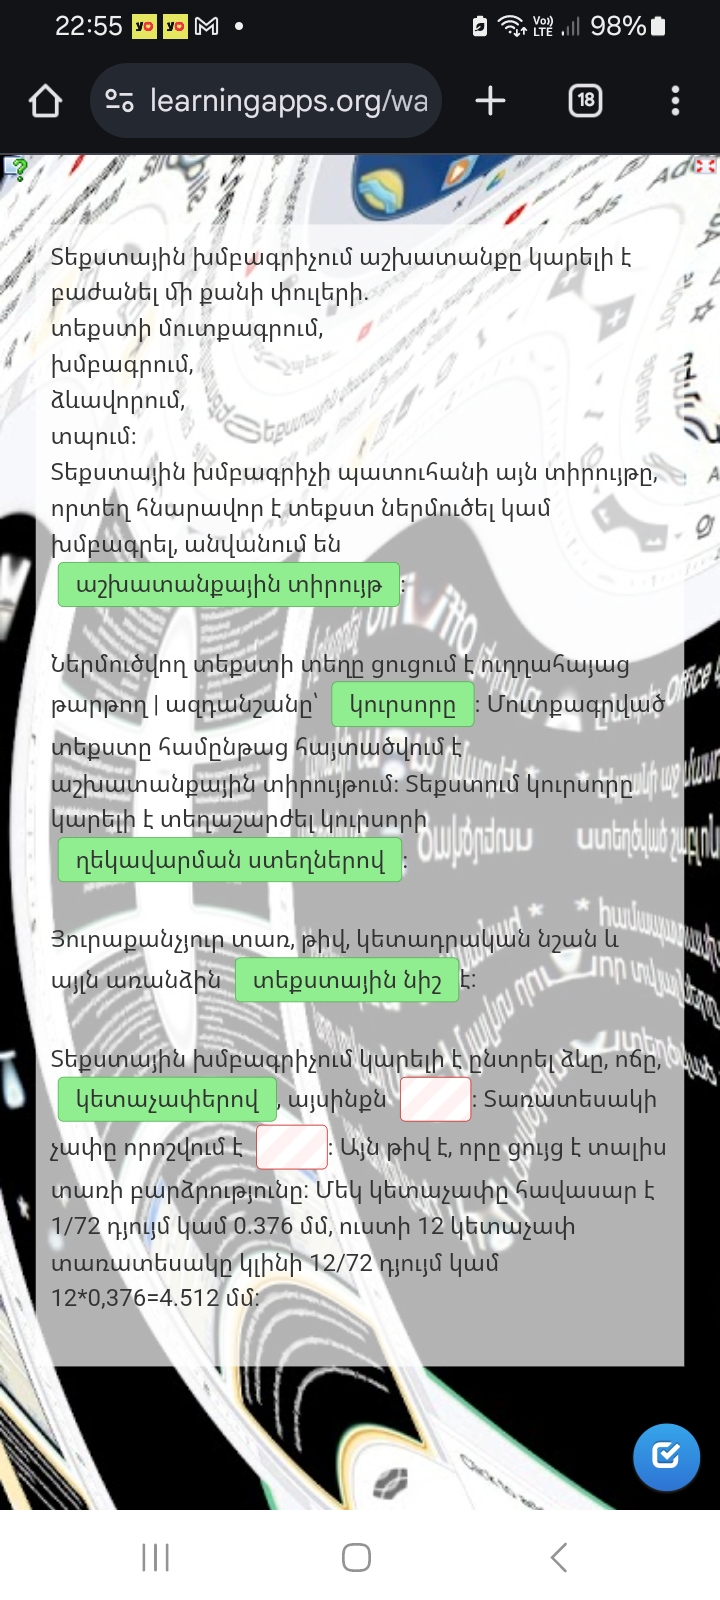 22:55
98%
learningapps.org/wa
18
Տեքստային խմբագրիչում աշխատանքը կարելի է
բաժանել մի քանի փուլերի.
տեքստի մուտքագրում,
խմբագրում,
ձևավորում,
տպում:
Տեքստային խմբագրիչի պատուհանի այն տիրույթը,
որտեղ հնարավոր է տեքստ ներմուծել կամ
խմբագրել, անվանում են
աշխատանքային տիրույթ :
Ներմուծվող տեքստի տեղը ցուցում է ուղղահայաց
թարթող | ազդանշանը՝ կուրսորը : Մուտքագրված
տեքստը համընթաց հայտածվում է
աշխատանքային տիրույթում: Տեքստում կուրսորը
կարելի է տեղաշարժել կուրսորի
ղեկավարման ստեղներով :
Յուրաքանչյուր տառ, թիվ, կետադրական նշան և
այլն առանձին տեքստային նիշ է:
Տեքստային խմբագրիչում կարելի է ընտրել ձևը, ոճը,
կետաչափերով , այսինքն : Տառատեսակի
չափը որոշվում է : Այն թիվ է, որը ցույց է տալիս
տառի բարձրությունը: Մեկ կետաչափը հավասար է
1/72 դյույմ կամ 0.376 մմ, ուստի 12 կետաչափ
տառատեսակը կլինի 12/72 դյույմ կամ
12*0,376=4.512 մմ: